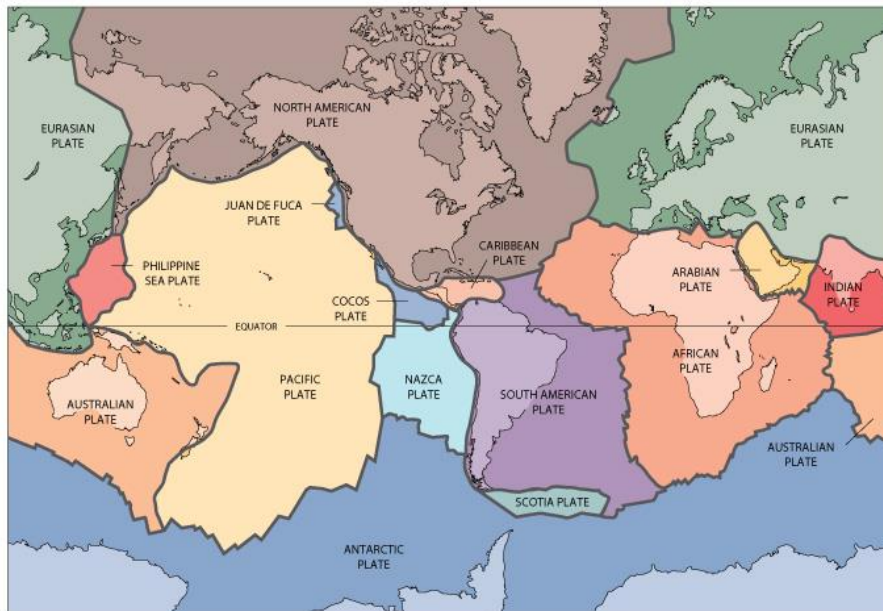 NORTH AMERICAN
PLATE
EURASIAN
PLATE
EURASIAN
PLATE
JUAN DE FUCA
PLATE
CARIBBEAN
PLATE
PHILIPPINE
SEA PLATE
ARABIAN
PLATE
INDIAN
PLATE
COCOS
PLATE
EQUATOR
AFRICAN
PLATE
PACIFIC
PLATE
NAZCA
PLATE
SOUTH AMERICAN
PLATE
AUSTRALIAN
PLATE
AUSTRALIAN
PLATE
SCOTIA PLATE
ANTARCTIC
PLATE